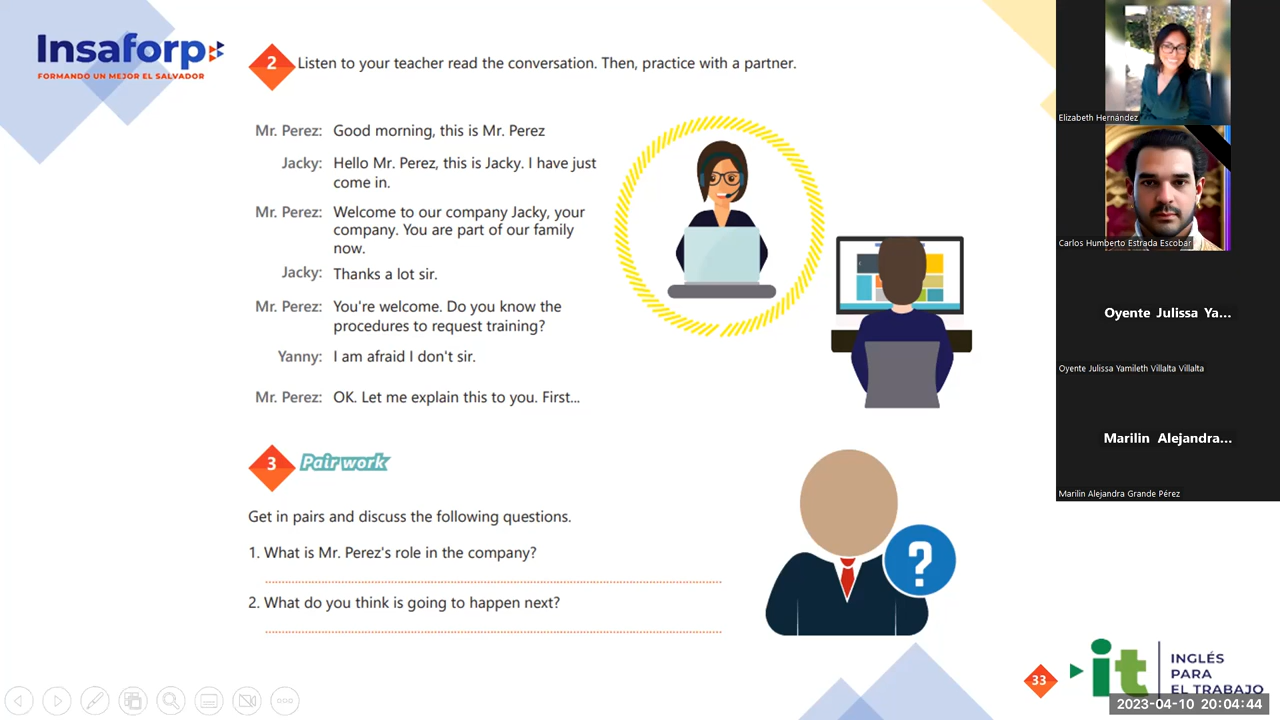 Insaforp
FORMANDO UN MEJOR EL SALVADOR
2
Listen to your teacher read the conversation. Then, practice with a partner.
Mr. Perez: Good morning, this is Mr. Perez
Jacky: Hello Mr. Perez, this is Jacky. I have just
come in.
Mr. Perez: Welcome to our company Jacky, your
company. You are part of our family
now.
Jacky: Thanks a lot sir.
Mr. Perez: You're welcome. Do you know the
procedures to request training?
Yanny: I am afraid I don't sir.
Mr. Perez: OK. Let me explain this to you. First...
3
Pair work
Get in pairs and discuss the following questions.
1. What is Mr. Perez's role in the company?
2. What do you think is going to happen next?
?
33
it
INGLÉS
PARA
EL TRABAJO
2023-04-10 20:04:44
Elizabeth Hernández
Carlos Humberto Estrada Escobar
Oyente Julissa Ya...
Oyente Julissa Yamileth Villalta Villalta
Marilin Alejandra...
Marilin Alejandra Grande Pérez